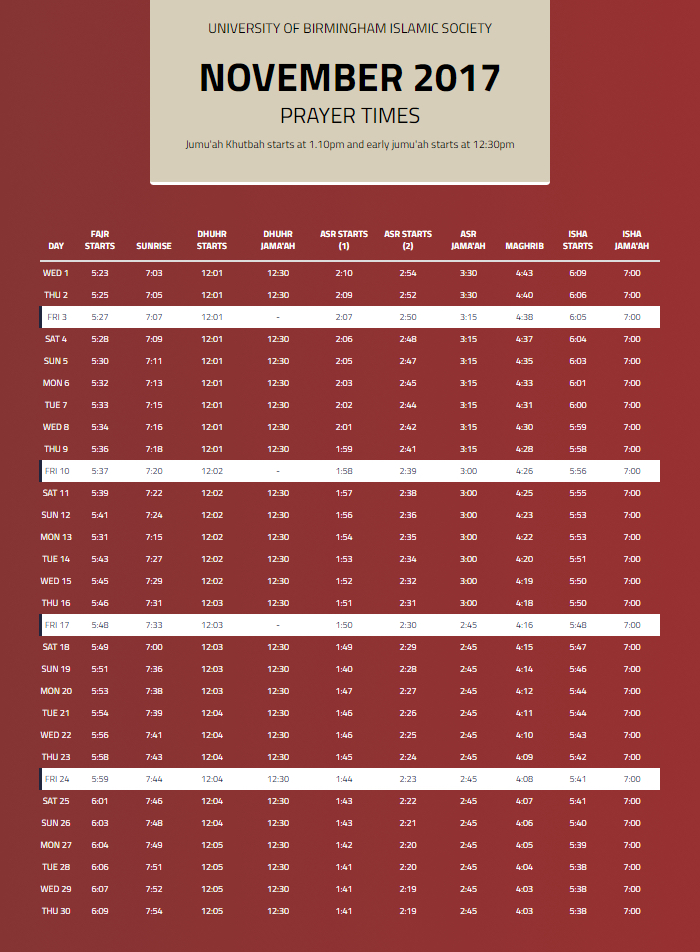 UNIVERSITY OF BIRMINGHAM ISLAMIC SOCIETY
NOVEMBER 2017
PRAYER TIMES
Jumu'ah Khutbah starts at 1.10pm and early jumu'ah starts at 12:30pm
DAY FAJR STARTS SUNRISE DHUHR STARTS DHUHR JAMA'AH ASR STARTS (1) ASR STARTS (2) ASR JAMA'AH MAGHRIB ISHA STARTS ISHA JAMA'AH
WED 1 5:23 7:03 12:01 12:30 2:10 2:54 3:30 4:43 6:09 7:00
THU 2 5:25 7:05 12:01 12:30 2:09 2:52 3:30 4:40 6:06 7:00
FRI 3 5:27 7:07 12:01 - 2:07 2:50 3:15 4:38 6:05 7:00
SAT 4 5:28 7:09 12:01 12:30 2:06 2:48 3:15 4:37 6:04 7:00
SUN 5 5:30 7:11 12:01 12:30 2:05 2:47 3:15 4:35 6:03 7:00
MON 6 5:32 7:13 12:01 12:30 2:03 2:45 3:15 4:33 6:01 7:00
TUE 7 5:33 7:15 12:01 12:30 2:02 2:44 3:15 4:31 6:00 7:00
WED 8 5:34 7:16 12:01 12:30 2:01 2:42 3:15 4:30 5:59 7:00
THU 9 5:36 7:18 12:01 12:30 1:59 2:41 3:15 4:28 5:58 7:00
FRI 10 5:37 7:20 12:02 - 1:58 2:39 3:00 4:26 5:56 7:00
SAT 11 5:39 7:22 12:02 12:30 1:57 2:38 3:00 4:25 5:55 7:00
SUN 12 5:41 7:24 12:02 12:30 1:56 2:36 3:00 4:23 5:53 7:00
MON 13 5:31 7:15 12:02 12:30 1:54 2:35 3:00 4:22 5:53 7:00
TUE 14 5:43 7:27 12:02 12:30 1:53 2:34 3:00 4:20 5:51 7:00
WED 15 5:45 7:29 12:02 12:30 1:52 2:32 3:00 4:19 5:50 7:00
THU 16 5:46 7:31 12:03 12:30 1:51 2:31 3:00 4:18 5:50 7:00
FRI 17 5:48 7:33 12:03 - 1:50 2:30 2:45 4:16 5:48 7:00
SAT 18 5:49 7:00 12:03 12:30 1:49 2:29 2:45 4:15 5:47 7:00
SUN 19 5:51 7:36 12:03 12:30 1:40 2:28 2:45 4:14 5:46 7:00
MON 20 5:53 7:38 12:03 12:30 1:47 2:27 2:45 4:12 5:44 7:00
TUE 21 5:54 7:39 12:04 12:30 1:46 2:26 2:45 4:11 5:44 7:00
WED 22 5:56 7:41 12:04 12:30 1:46 2:25 2:45 4:10 5:43 7:00
THU 23 5:58 7:43 12:04 12:30 1:45 2:24 2:45 4:09 5:42 7:00
FRI 24 5:59 7:44 12:04 12:30 1:44 2:23 2:45 4:08 5:41 7:00
SAT 25 6:01 7:46 12:04 12:30 1:43 2:22 2:45 4:07 5:41 7:00
SUN 26 6:03 7:48 12:04 12:30 1:43 2:21 2:45 4:06 5:40 7:00
MON 27 6:04 7:49 12:05 12:30 1:42 2:20 2:45 4:05 5:39 7:00
TUE 28 6:06 7:51 12:05 12:30 1:41 2:20 2:45 4:04 5:38 7:00
WED 29 6:07 7:52 12:05 12:30 1:41 2:19 2:45 4:03 5:38 7:00
THU 30 6:09 7:54 12:05 12:30 1:41 2:19 2:45 4:03 5:38 7:00